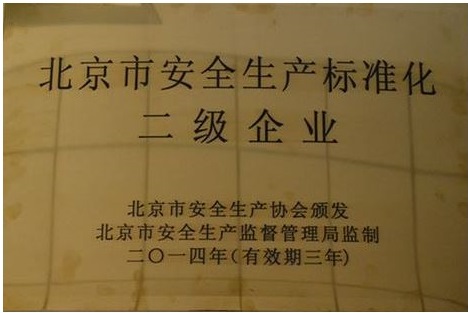 北京市安全生产标准化
二级企业
北京市安全生产协会颁发
北京市安全生产监督管理局监制
二〇一四年(有效期三年)